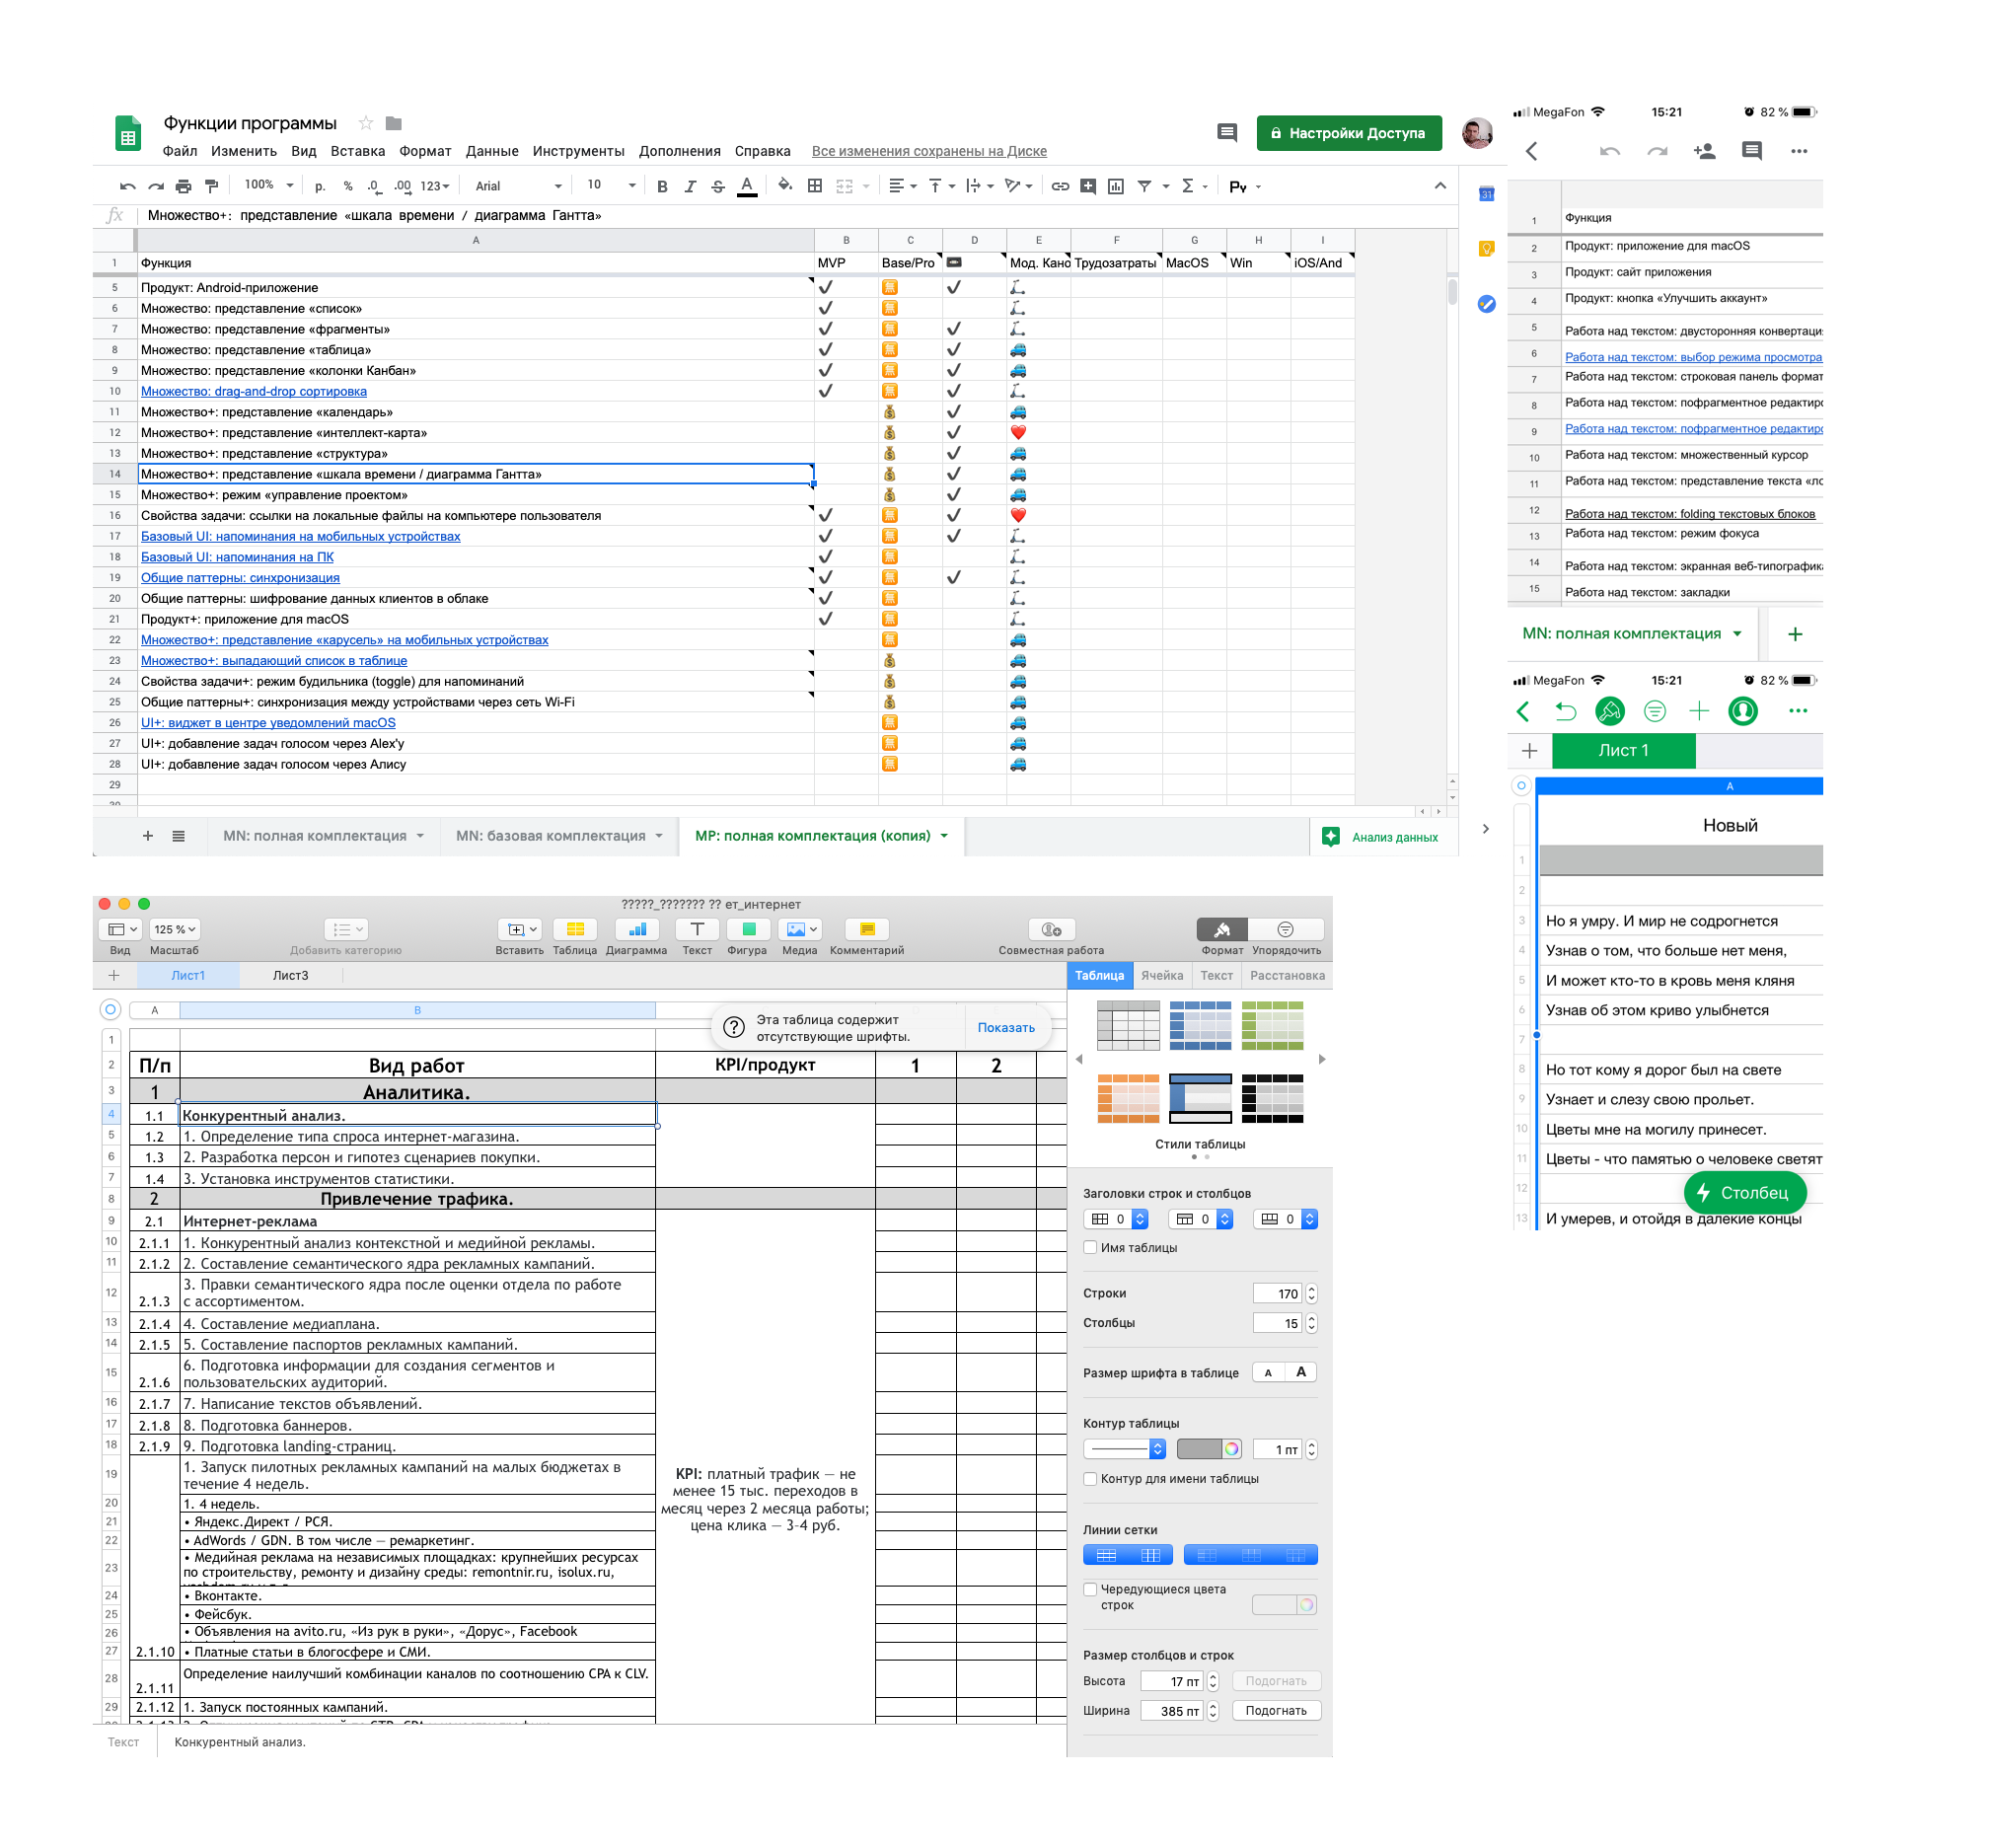 Функции программы
Файл Изменить Вид Вставка Формат Данные Инструменты Дополнения Справка Все изменения сохранены на Диске
Настройки Доступа
100% р. % .0 .00 123 Arial 10 B I S A Σ Ру
fx Множество+: представление «шкала времени / диаграмма Гантта»
A B C D E F G H I
1 Функция MVP Base/Pro Мод. Кано Трудозатраты MacOS Win iOS/And
5 Продукт: Android-приложение
6 Множество: представление «список»
7 Множество: представление «фрагменты»
8 Множество: представление «таблица»
9 Множество: представление «колонки Канбан»
10 Множество: drag-and-drop сортировка
11 Множество+: представление «календарь»
12 Множество+: представление «интеллект-карта»
13 Множество+: представление «структура»
14 Множество+: представление «шкала времени / диаграмма Гантта»
15 Множество+: режим «управление проектом»
16 Свойства задачи: ссылки на локальные файлы на компьютере пользователя
17 Базовый UI: напоминания на мобильных устройствах
18 Базовый UI: напоминания на ПК
19 Общие паттерны: синхронизация
20 Общие паттерны: шифрование данных клиентов в облаке
21 Продукт+: приложение для macOS
22 Множество+: представление «карусель» на мобильных устройствах
23 Множество+: выпадающий список в таблице
24 Свойства задачи+: режим будильника (toggle) для напоминаний
25 Общие паттерны+: синхронизация между устройствами через сеть Wi-Fi
26 UI+: виджет в центре уведомлений macOS
27 UI+: добавление задач голосом через Alex'у
28 UI+: добавление задач голосом через Алису
29
MN: полная комплектация MN: базовая комплектация MP: полная комплектация (копия) Анализ данных
31
MegaFon 15:21 82 %
1 Функция
2 Продукт: приложение для macOS
3 Продукт: сайт приложения
4 Продукт: кнопка «Улучшить аккаунт»
5 Работа над текстом: двусторонняя конвертаци
6 Работа над текстом: выбор режима просмотра
7 Работа над текстом: строковая панель формат
8 Работа над текстом: пофрагментное редактиро
9 Работа над текстом: пофрагментное редактиро
10 Работа над текстом: множественный курсор
11 Работа над текстом: представление текста «ло
12 Работа над текстом: folding текстовых блоков
13 Работа над текстом: режим фокуса
14 Работа над текстом: экранная веб-типографик
15 Работа над текстом: закладки
MN: полная комплектация
MegaFon 15:21 82 %
Лист 1
A
Новый
1
2
3 Но я умру. И мир не содрогнется
4 Узнав о том, что больше нет меня,
5 И может кто-то в кровь меня кляня
6 Узнав об этом криво улыбнется
7
8 Но тот кому я дорог был на свете
9 Узнает и слезу свою прольет.
10 Цветы мне на могилу принесет.
11 Цветы - что памятью о человеке светят
12
Столбец
13 И умерев, и отойдя в далекие концы
?????_??????? ?? ет_интернет
125 %
Вид Масштаб Добавить категорию Вставить Таблица Диаграмма Текст Фигура Медиа Комментарий Совместная работа Формат Упорядочить
Лист1 Лист3
Таблица Ячейка Текст Расстановка
A B
Эта таблица содержит
отсутствующие шрифты.
Показать
1
2 П/п Вид работ KPI/продукт 1 2
3 1 Аналитика.
4 1.1 Конкурентный анализ.
5 1.2 1. Определение типа спроса интернет-магазина.
6 1.3 2. Разработка персон и гипотез сценариев покупки.
7 1.4 3. Установка инструментов статистики.
8 2 Привлечение трафика.
9 2.1 Интернет-реклама
10 2.1.1 1. Конкурентный анализ контекстной и медийной рекламы.
11 2.1.2 2. Составление семантического ядра рекламных кампаний.
12 2.1.3 3. Правки семантического ядра после оценки отдела по работе
с ассортиментом.
13 2.1.4 4. Составление медиаплана.
14 2.1.5 5. Составление паспортов рекламных кампаний.
15 2.1.6 6. Подготовка информации для создания сегментов и
пользовательских аудиторий.
16 2.1.7 7. Написание текстов объявлений.
17 2.1.8 8. Подготовка баннеров.
18 2.1.9 9. Подготовка landing-страниц.
19 1. Запуск пилотных рекламных кампаний на малых бюджетах в
течение 4 недель.
20 1. 4 недель.
21 • Яндекс.Директ / РСЯ.
22 • AdWords / GDN. В том числе — ремаркетинг.
23 • Медийная реклама на независимых площадках: крупнейших ресурсах
по строительству, ремонту и дизайну среды: remontnir.ru, isolux.ru,
24 • Вконтакте.
25 • Фейсбук.
26 • Объявления на avito.ru, «Из рук в руки», «Дорус», Facebook
27 2.1.10 • Платные статьи в блогосфере и СМИ.
28 2.1.11 Определение наилучший комбинации каналов по соотношению CPA к CLV.
29 2.1.12 1. Запуск постоянных кампаний.
KPI: платный трафик — не
менее 15 тыс. переходов в
месяц через 2 месяца работы;
цена клика — 3-4 руб.
Текст Конкурентный анализ.
Стили таблицы
Заголовки строк и столбцов
0 0 0
Имя таблицы
Строки 170
Столбцы 15
Размер шрифта в таблице A A
Контур таблицы
1 пт
Контур для имени таблицы
Линии сетки
Чередующиеся цвета
строк
Размер столбцов и строк
Высота 17 пт Подогнать
Ширина 385 пт Подогнать